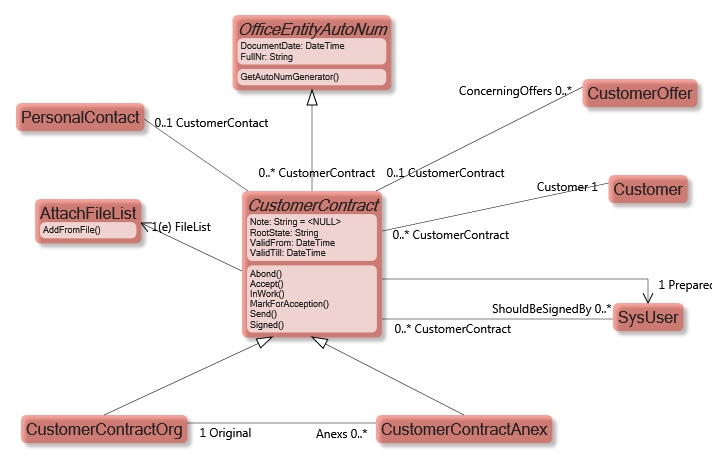 OfficeEntityAutoNum
DocumentDate: DateTime
FullNr: String
GetAutoNumGenerator()
ConcerningOffers 0..*
CustomerOffer
PersonalContact
0..1 CustomerContact
0..* CustomerContract
0..1 CustomerContract
CustomerContract
Note: String = <NULL>
RootState: String
ValidFrom: DateTime
ValidTill: DateTime
Abond()
Accept()
InWork()
MarkForAcception()
Send()
Signed()
Customer 1
Customer
0..* CustomerContract
AttachFileList
AddFromFile()
1(e) FileList
1 Prepared
ShouldBeSignedBy 0..*
SysUser
0..* CustomerContract
CustomerContractOrg
1 Original
Anexs 0..*
CustomerContractAnex